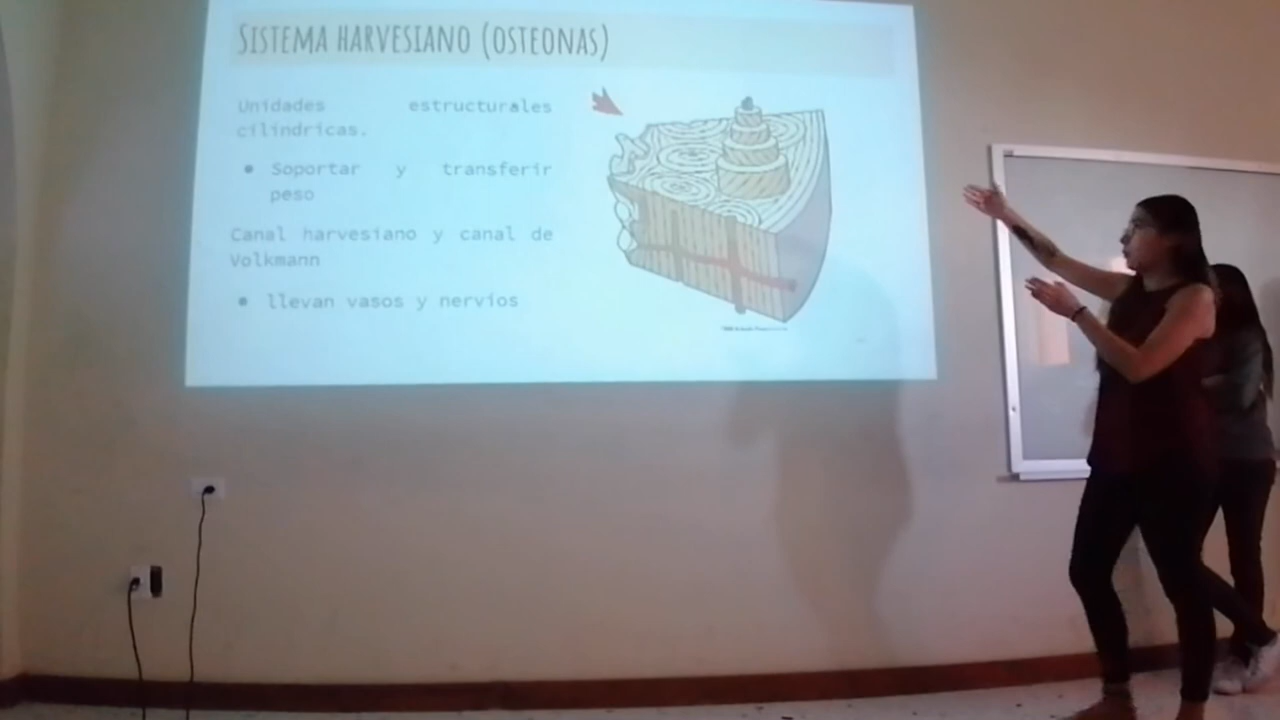 SISTEMA HARVESIANO (OSTEONAS)
Unidades estructurales
cilíndricas.
• Soportar y transferir
peso
Canal harvesiano y canal de
Volkmann
• llevan vasos y nervios